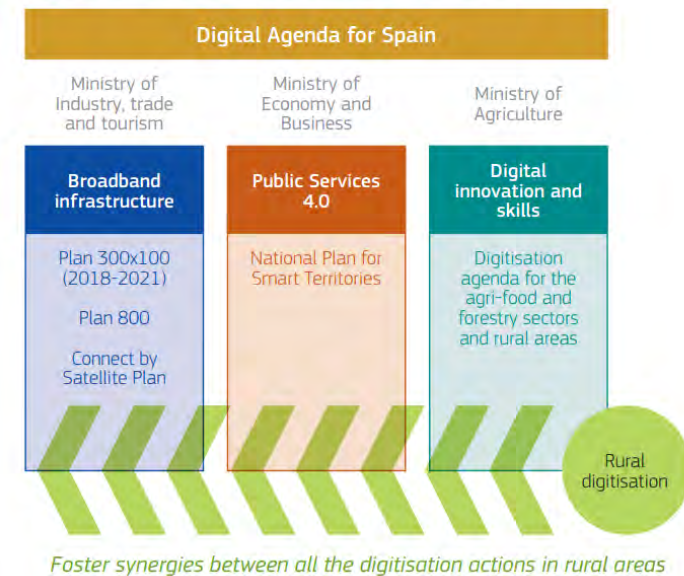 Digital Agenda for Spain
Ministry of
Industry, trade
and tourism
Ministry of
Economy and
Business
Ministry of
Agriculture
Broadband
infrastructure
Public Services
4.0
Digital
innovation and
skills
Plan 300x100
(2018-2021)
Plan 800
Connect by
Satellite Plan
National Plan for
Smart Territories
Digitisation
agenda for the
agri-food and
forestry sectors
and rural areas
Rural
digitisation
Foster synergies between all the digitisation actions in rural areas